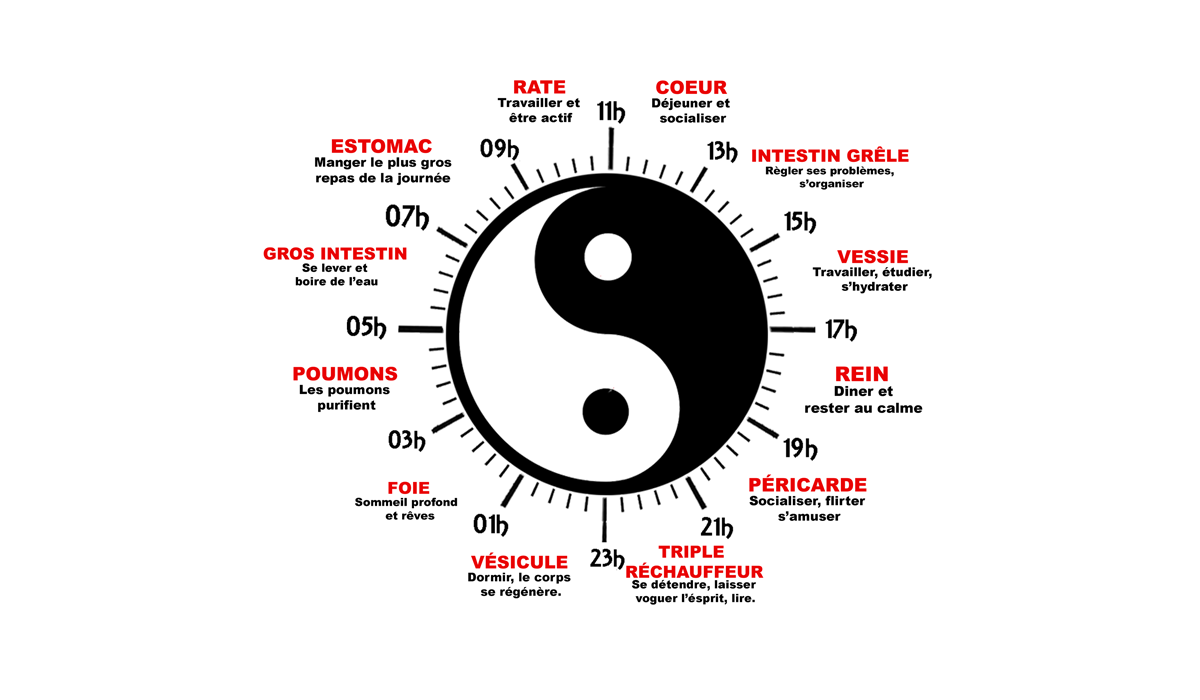 RATE
Travailler et
être actif
11h
COEUR
Déjeuner et
socialiser
13h
INTESTIN GRÊLE
Règler ses problèmes,
s'organiser
15h
VESSIE
Travailler, étudier,
s'hydrater
17h
REIN
Diner et
rester au calme
19h
PÉRICARDE
Socialiser, flirter
s'amuser
21h
TRIPLE
RÉCHAUFFEUR
Se détendre, laisser
voguer l'ésprit, lire.
23h
VÉSICULE
Dormir, le corps
se régénère.
01h
FOIE
Sommeil profond
et rêves
03h
POUMONS
Les poumons
purifient
05h
GROS INTESTIN
Se lever et
boire de l'eau
07h
ESTOMAC
Manger le plus gros
repas de la journée
09h